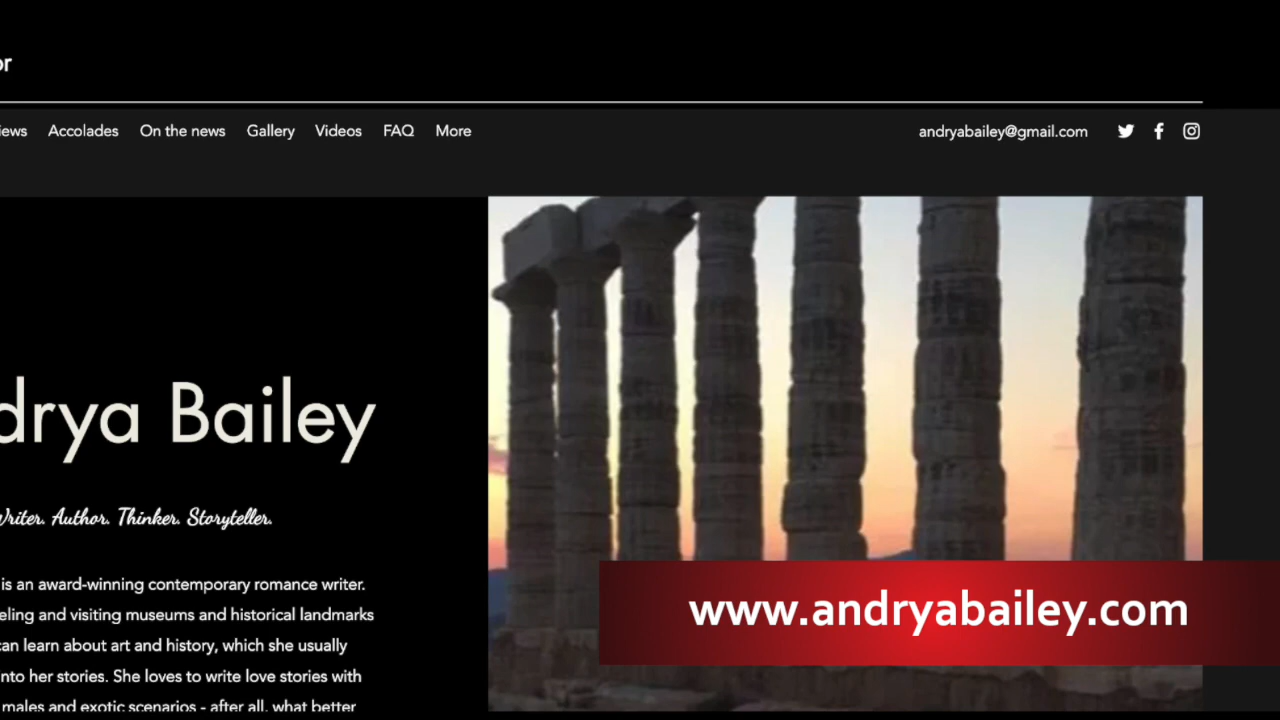 or
iews Accolades On the news Gallery Videos FAQ More andryabailey@gmail.com
drya Bailey
Writer. Author. Thinker. Storyteller.
is an award-winning contemporary romance writer.
eling and visiting museums and historical landmarks
can learn about art and history, which she usually
nto her stories. She loves to write love stories with
males and exotic scenarios - after all, what better
www.andryabailey.com